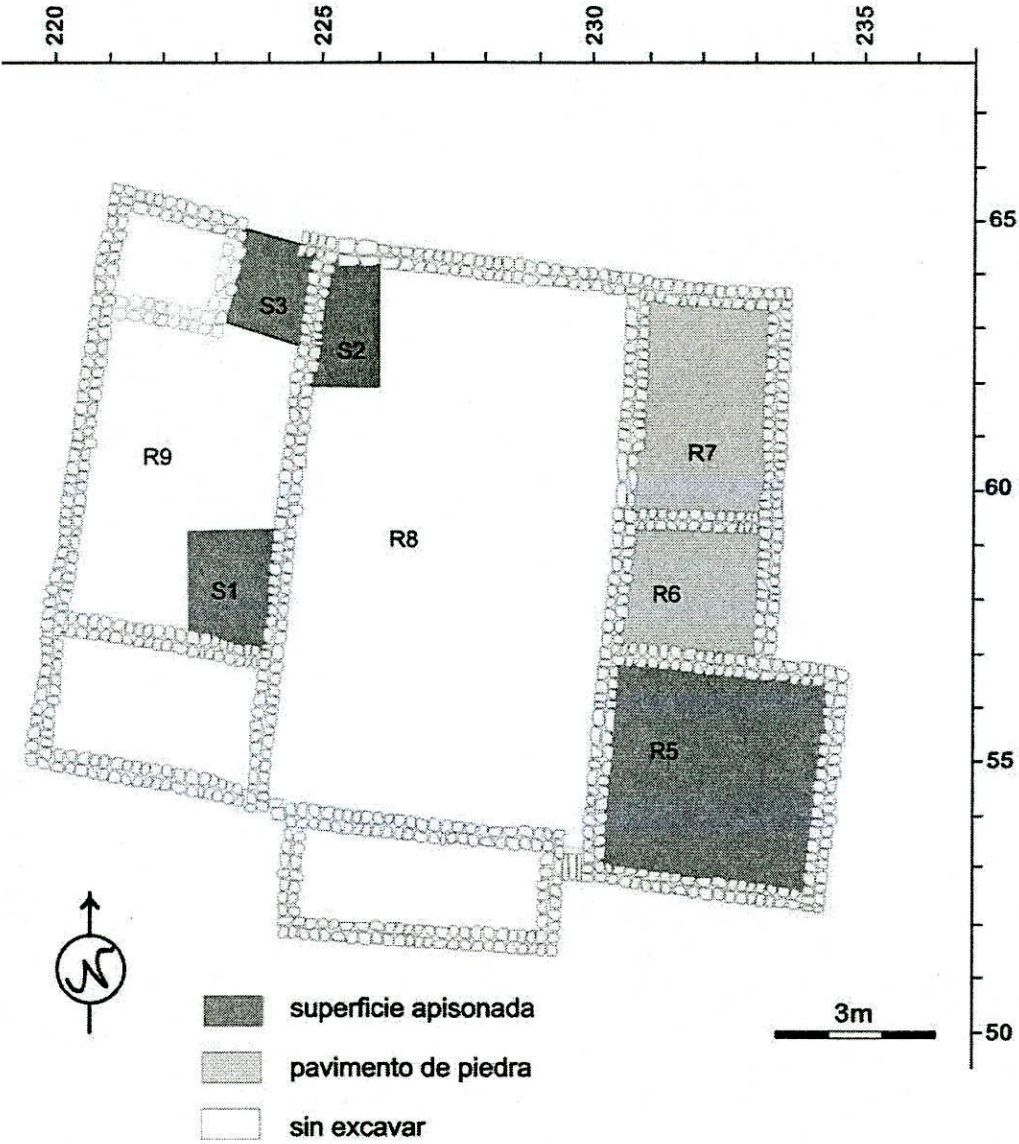 220
225
230
235
65
S3
S2
R7
R9
60
R8
S1
R6
R5
55
N
3m
50
superficie apisonada
pavimento de piedra
sin excavar